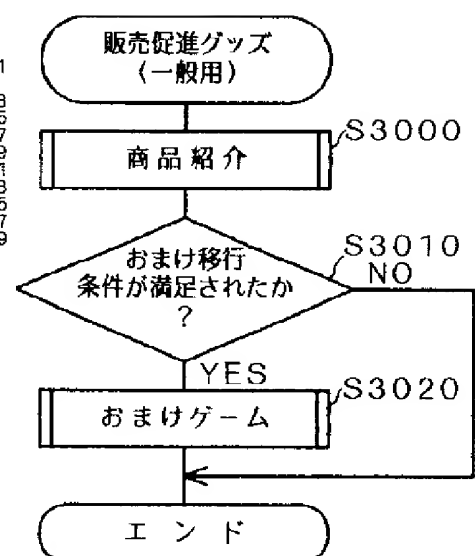 販売促進グッズ
(一般用)
S3000
商品紹介
S3010
おまけ移行
条件が満足されたか
?
NO
YES
S3020
おまけゲーム
エンド